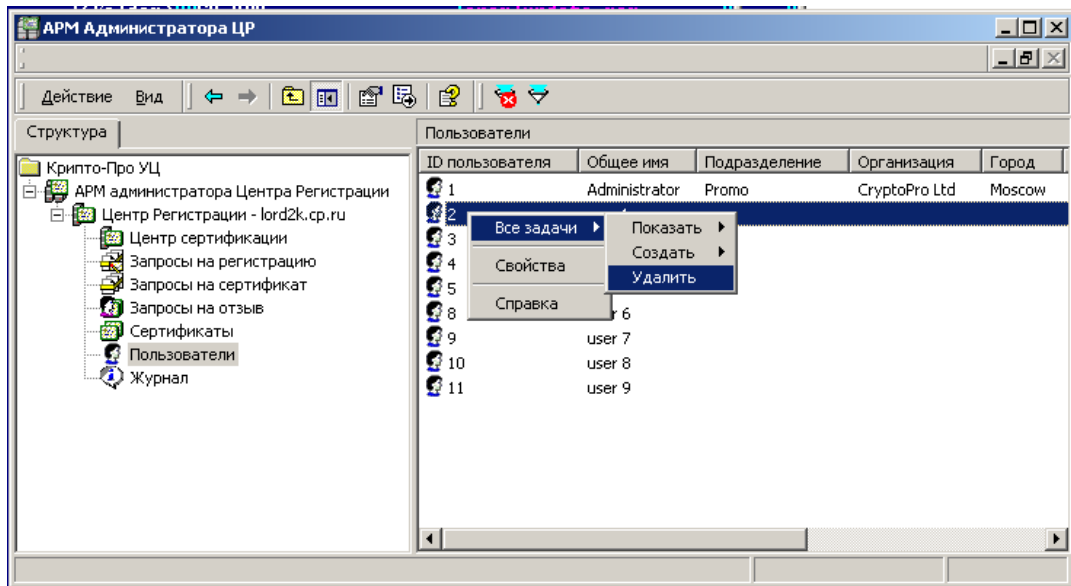 АРМ Администратора ЦР
Действие Вид
Структура
Пользователи
Крипто-Про УЦ
АРМ администратора Центра Регистрации
Центр Регистрации - lord2k.cp.ru
Центр сертификации
Запросы на регистрацию
Запросы на сертификат
Запросы на отзыв
Сертификаты
Пользователи
Журнал
ID пользователя Общее имя Подразделение Организация Город
1 Administrator Promo CryptoPro Ltd Moscow
2
3
4
5
8 6
9 user 7
10 user 8
11 user 9
Все задачи
Свойства
Справка
Показать
Создать
Удалить